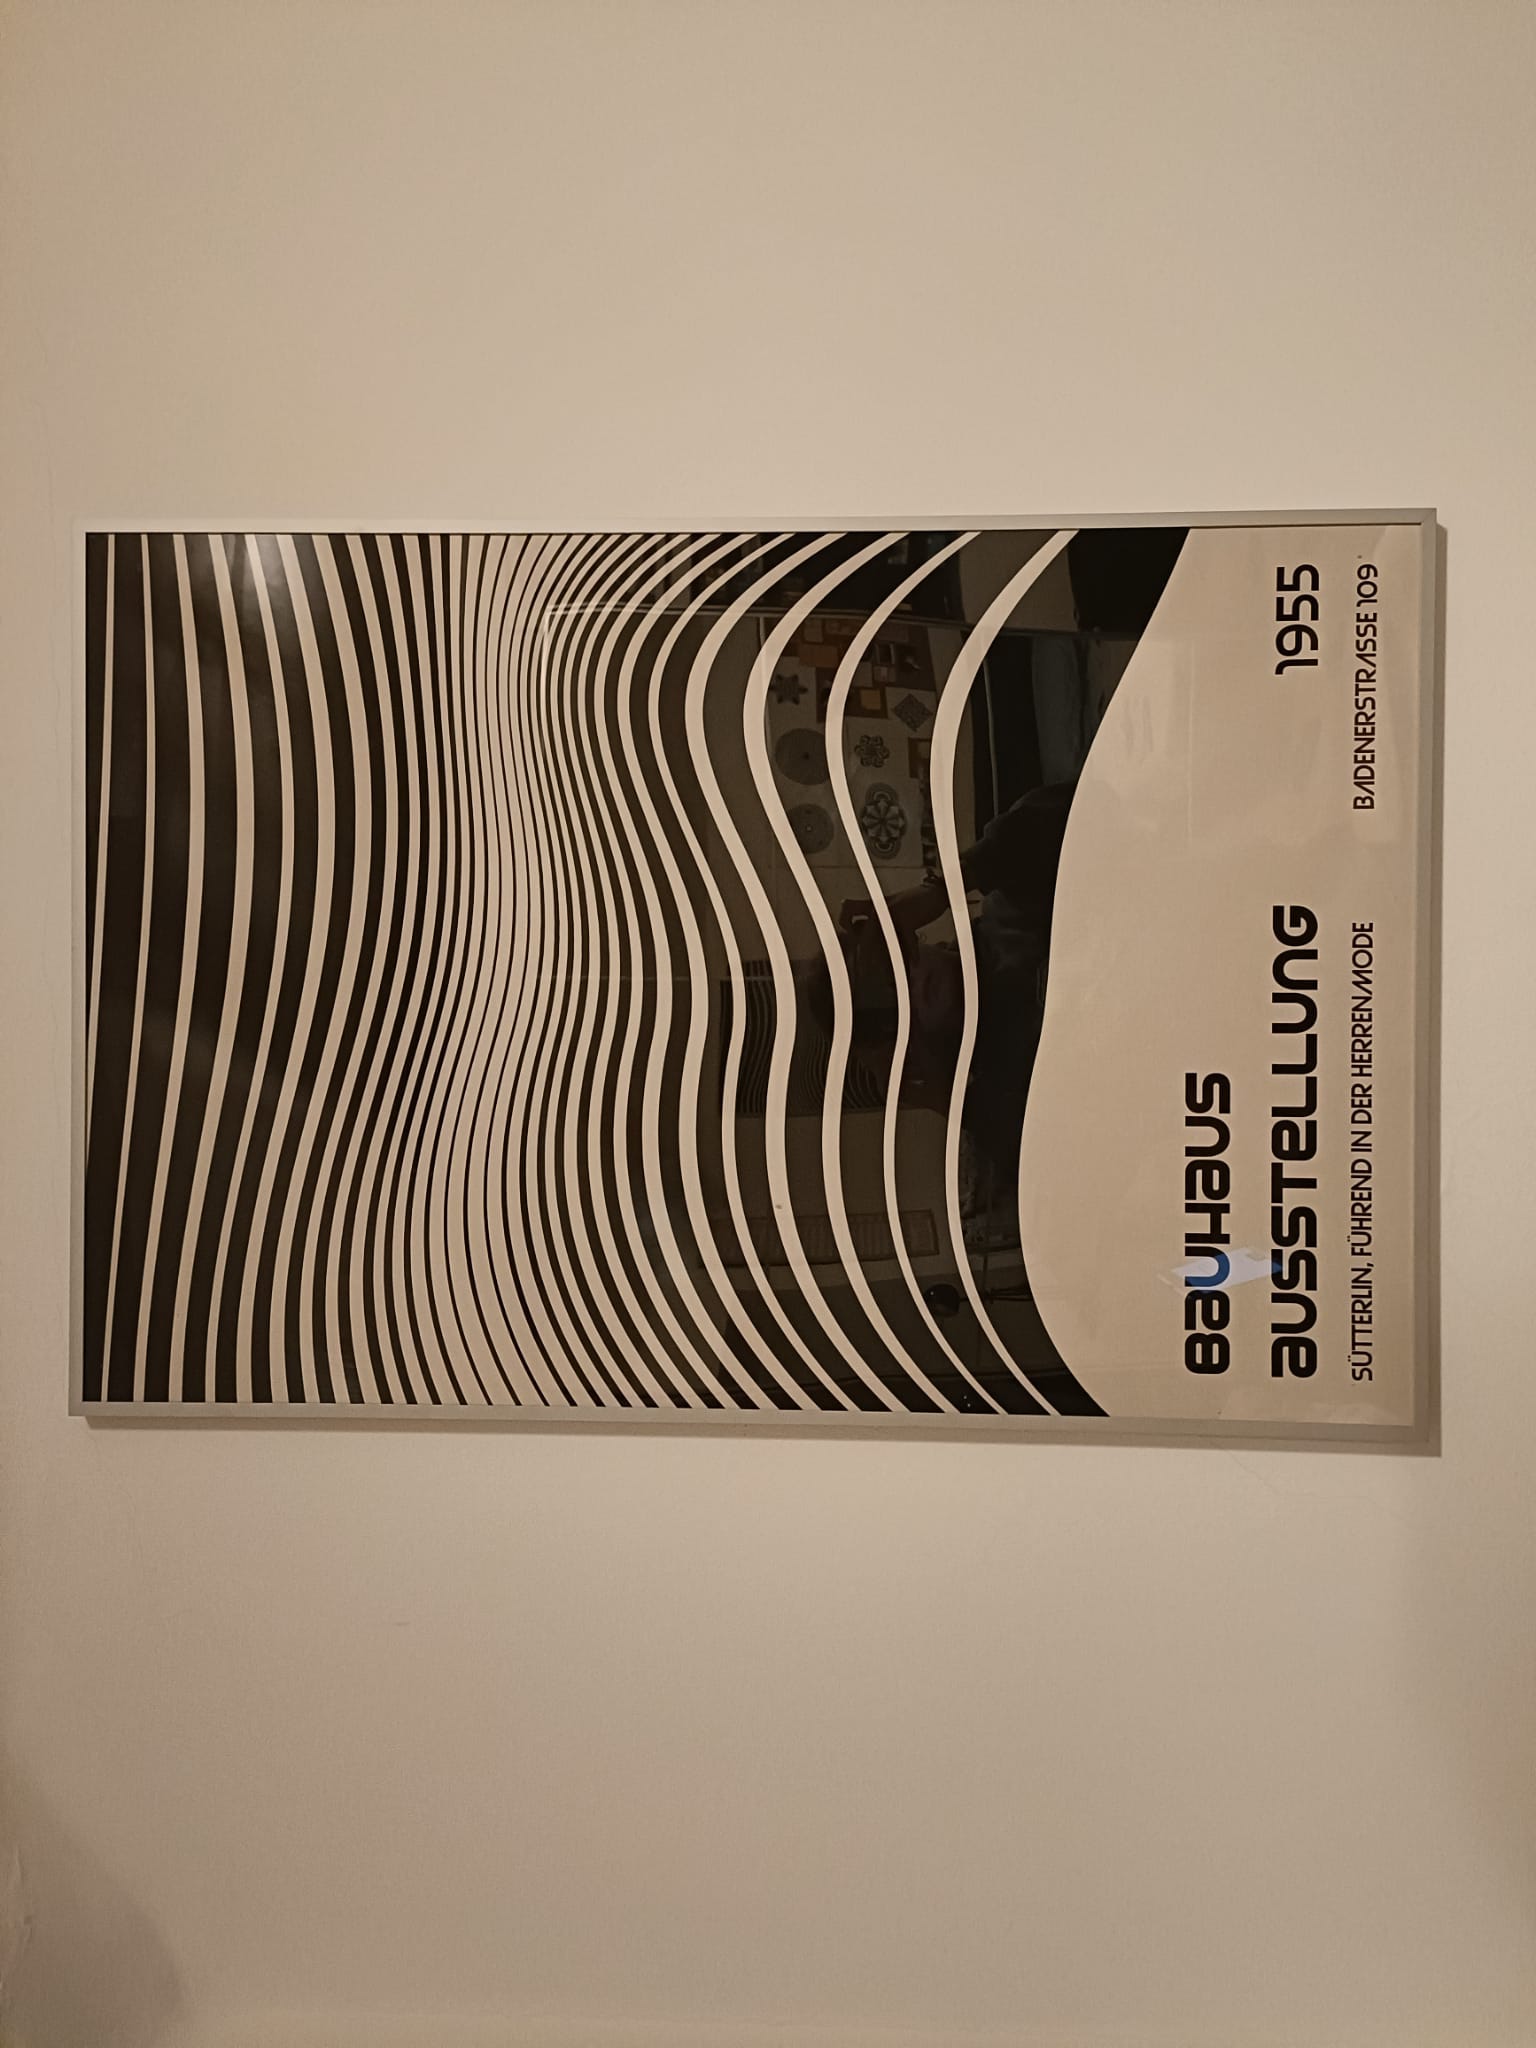 BAUHAUS
AUSSTELLUNG 1955
SÜTTERLIN, FÜHREND IN DER HERRENMODE BADENERSTRASSE 109